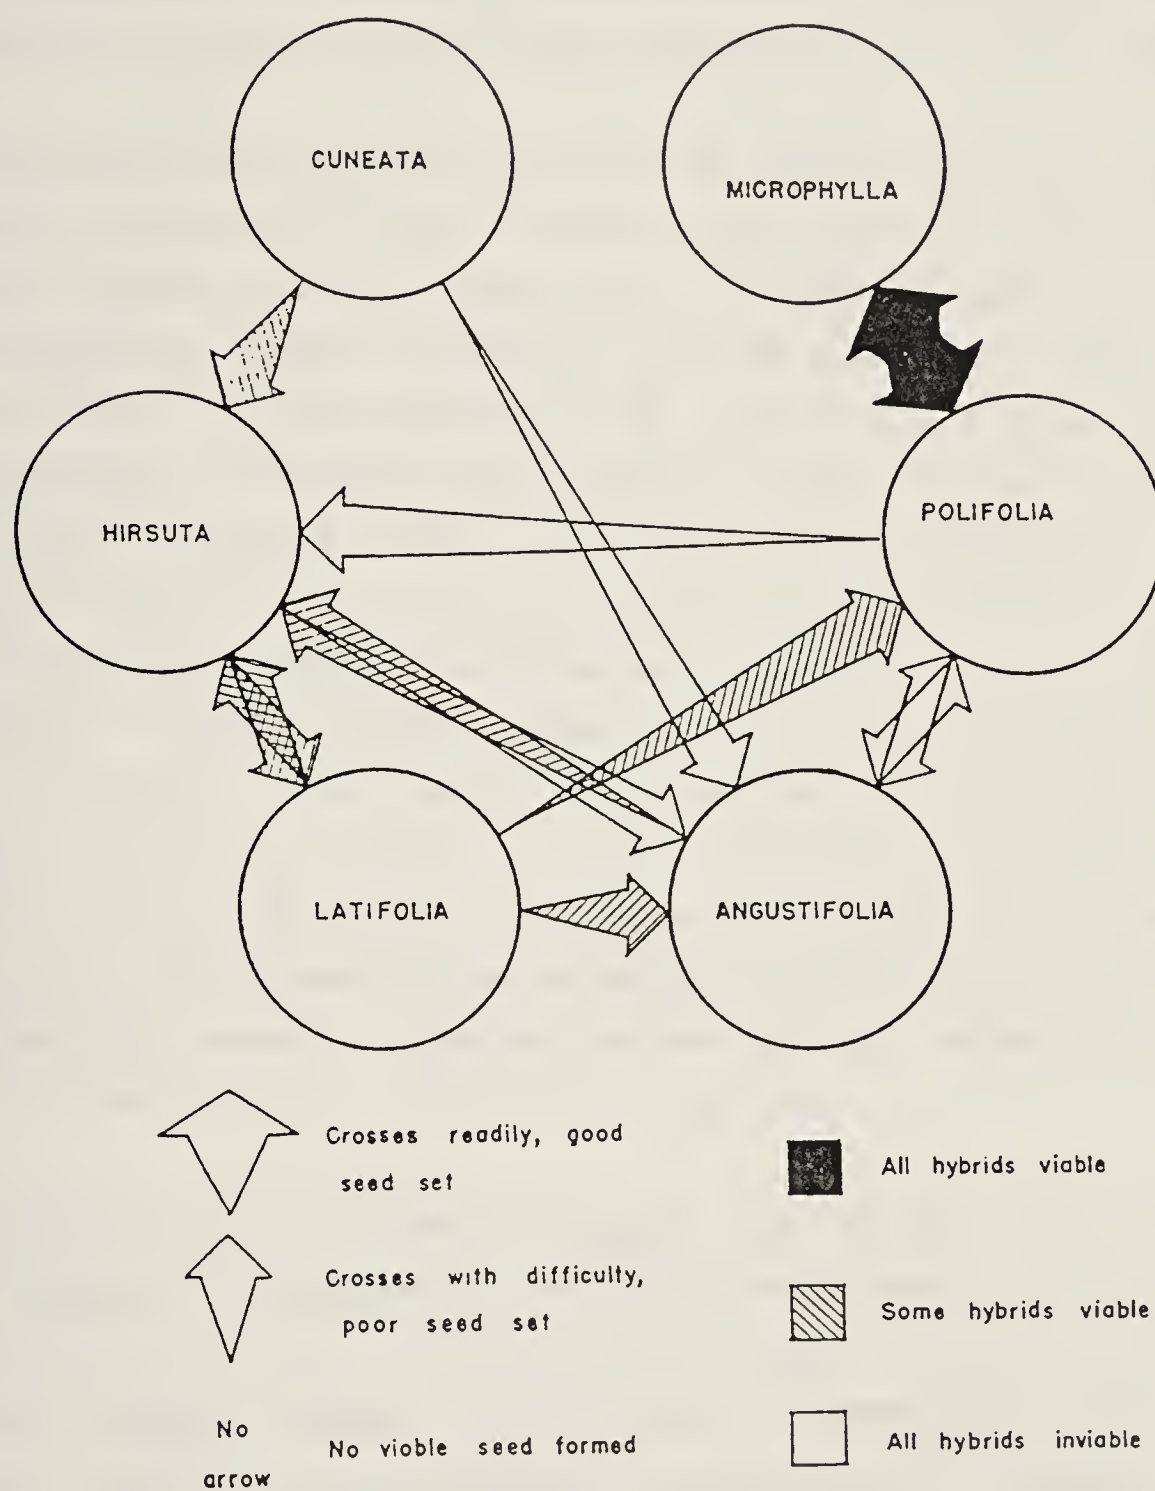 CUNEATA
MICROPHYLLA
HIRSUTA
POLIFOLIA
LATIFOLIA
ANGUSTIFOLIA
Crosses readily, good
seed set
All hybrids viable
Crosses with difficulty,
poor seed set
Some hybrids viable
No
arrow
No vioble seed formed
All hybrids inviable